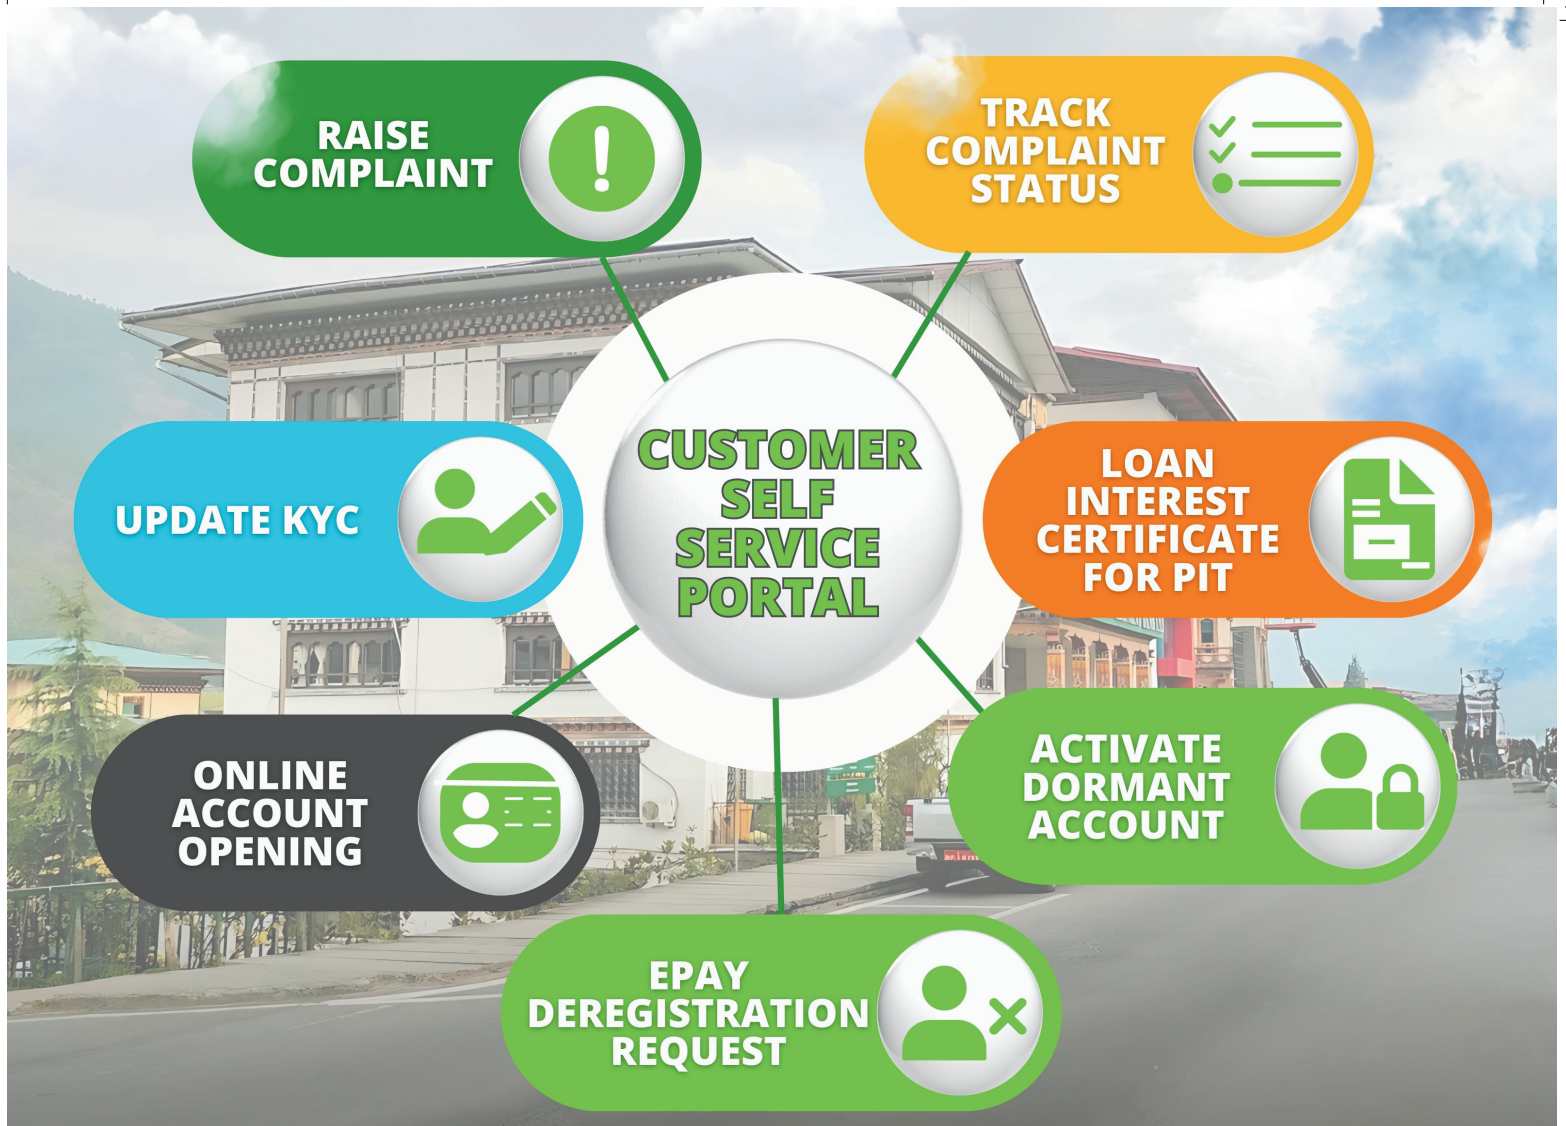 RAISE
COMPLAINT
TRACK
COMPLAINT
STATUS
CUSTOMER
SELF
SERVICE
PORTAL
UPDATE KYC
LOAN
INTEREST
CERTIFICATE
FOR PIT
ONLINE
ACCOUNT
OPENING
ACTIVATE
DORMANT
ACCOUNT
EPAY
DEREGISTRATION
REQUEST